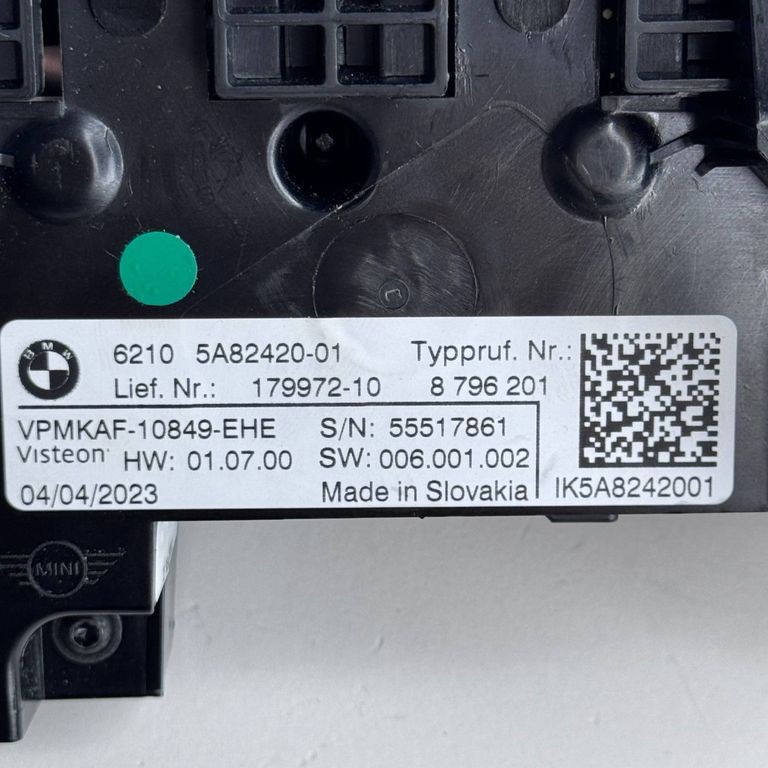 BMW
6210 5A82420-01 Typpruf. Nr.:
Lief. Nr.: 179972-10 8 796 201
VPMKAF-10849-EHE S/N: 55517861
Visteon HW: 01.07.00 SW: 006.001.002
04/04/2023 Made in Slovakia IK5A8242001
MINI